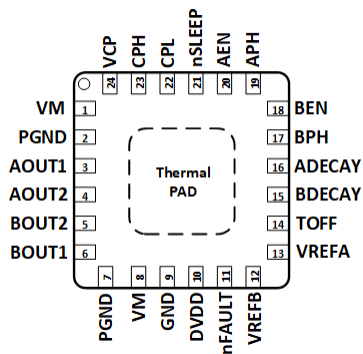 VCP CPH CPL nSLEEP AEN APH
24 23 22 21 20 19
VM 1 18 BEN
PGND 2 17 BPH
AOUT1 3 16 ADECAY
AOUT2 4 15 BDECAY
BOUT2 5 14 TOFF
BOUT1 6 13 VREFA
Thermal
PAD
7 8 9 10 11 12
PGND VM GND DVDD nFAULT VREFB